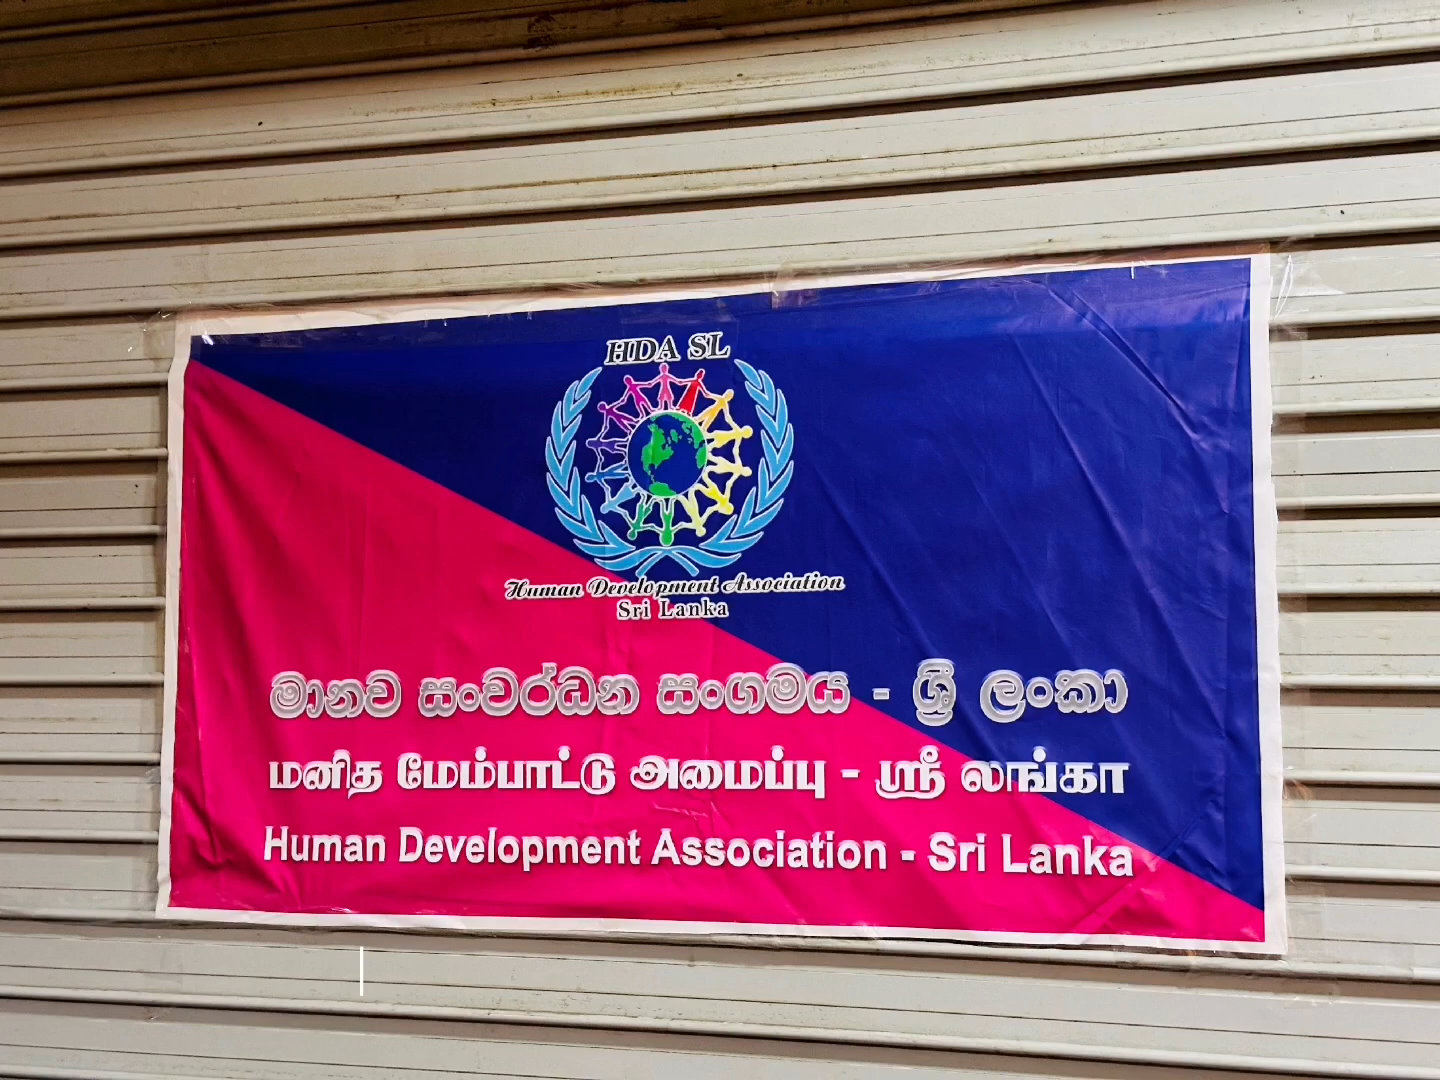 HDA SL
Human Development Association
Sri Lanka
මානව සංවර්ධන සංගමය - ශ්‍රී ලංකා
மனித மேம்பாட்டு அமைப்பு - ஸ்ரீ லங்கா
Human Development Association - Sri Lanka